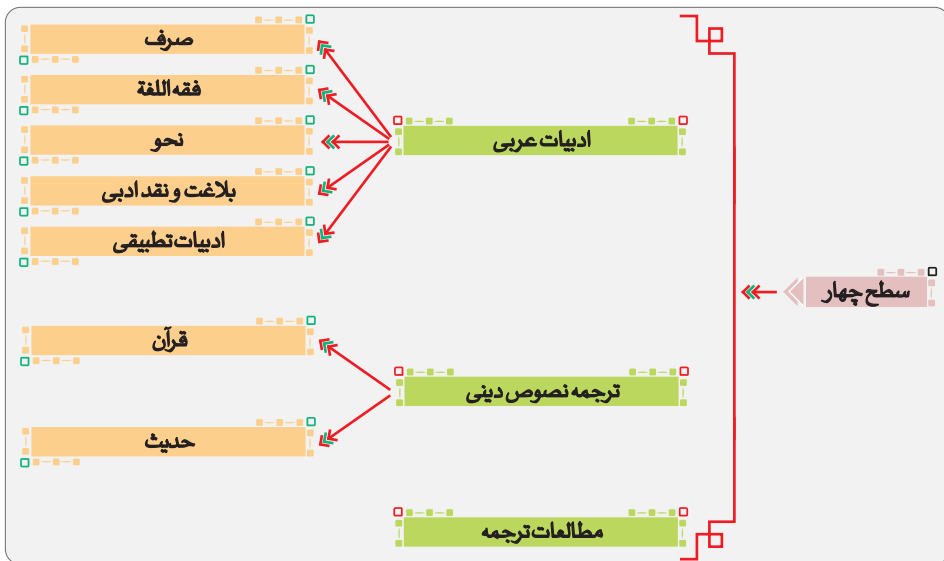 سطح چهار
ادبیات عربی
صرف
فقه اللغة
نحو
بلاغت و نقد ادبی
ادبیات تطبیقی
ترجمه نصوص دینی
قرآن
حدیث
مطالعات ترجمه